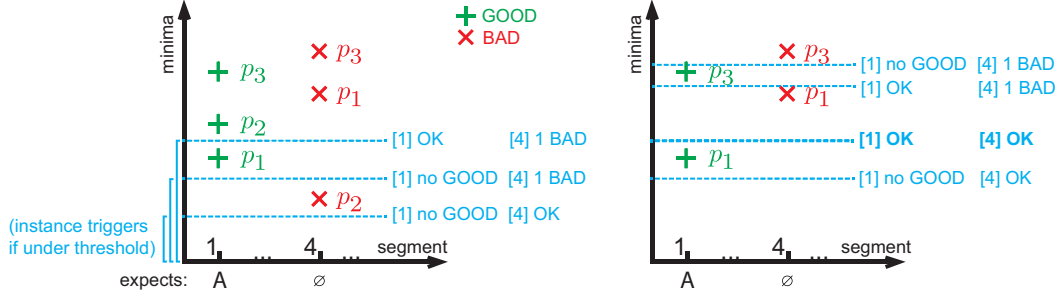 GOOD
BAD
minima
p3
p3
p1
p2
p1
p2
[1] OK [4] 1 BAD
[1] no GOOD [4] 1 BAD
[1] no GOOD [4] OK
(instance triggers
if under threshold)
1 ... 4 ... segment
expects: A ∅
minima
p3
p3
p1
p1
[1] no GOOD [4] 1 BAD
[1] OK [4] 1 BAD
[1] OK [4] OK
[1] no GOOD [4] OK
1 ... 4 ... segment
A ∅